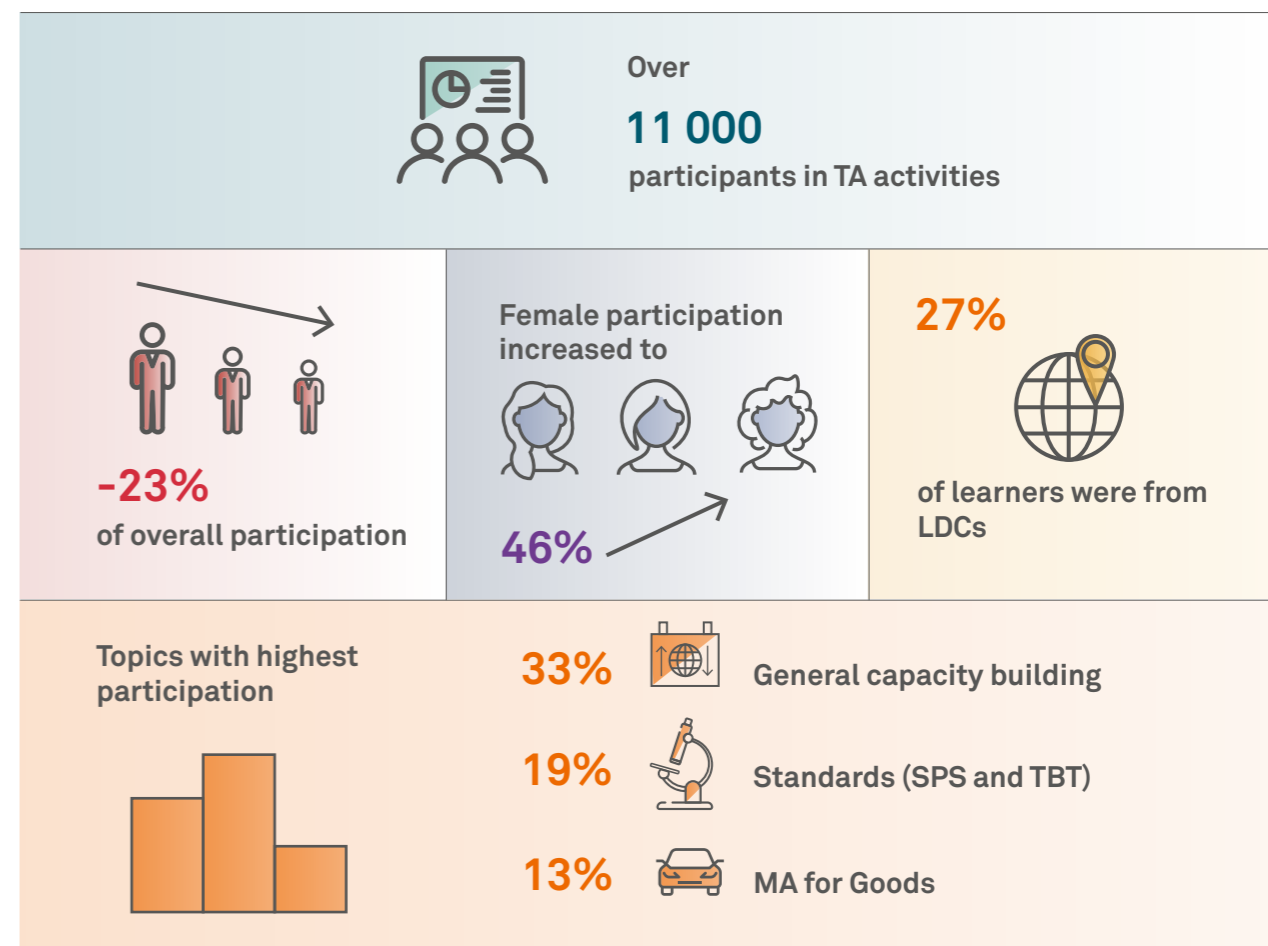 Over
11 000
participants in TA activities
-23%
of overall participation
Female participation
increased to
46%
27%
of learners were from
LDCs
Topics with highest
participation
33%
General capacity building
19%
Standards (SPS and TBT)
13%
MA for Goods